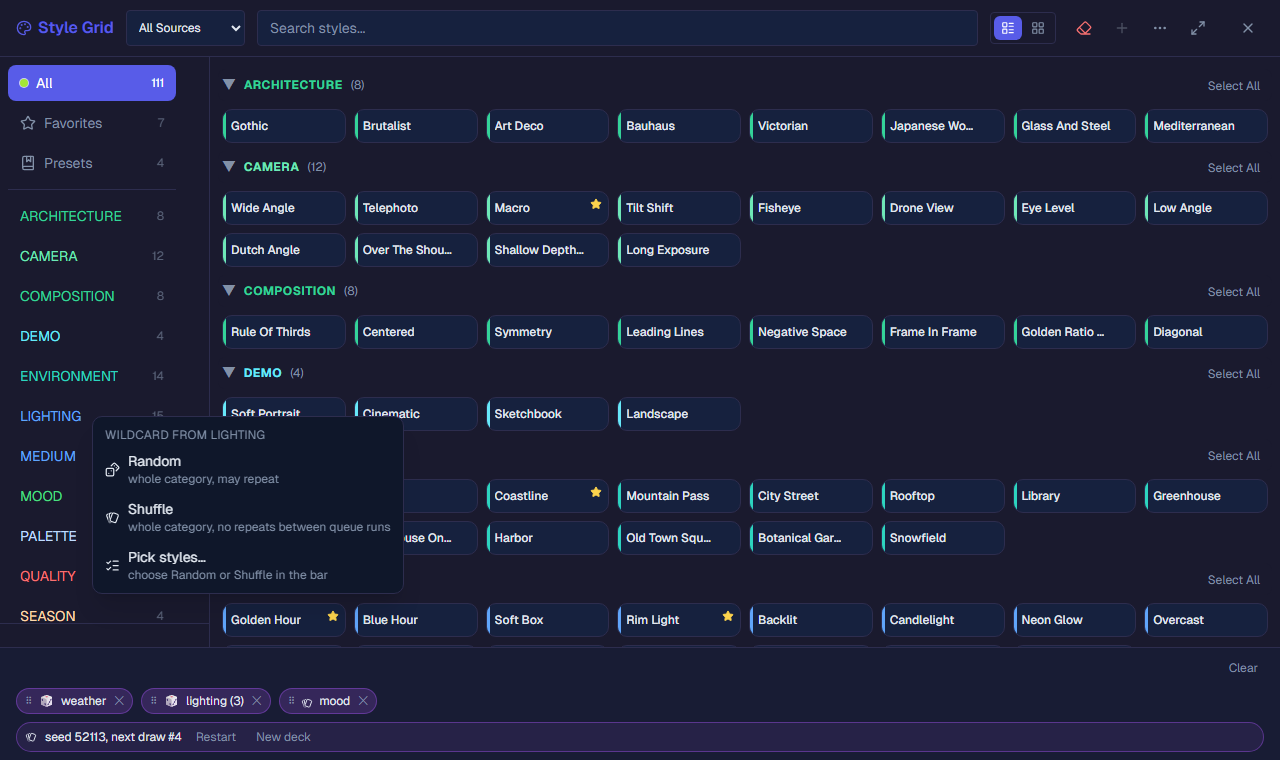 Style Grid
All Sources
Search styles...
All 111
Favorites 7
Presets 4
ARCHITECTURE 8
CAMERA 12
COMPOSITION 8
DEMO 4
ENVIRONMENT 14
LIGHTING 15
MEDIUM
MOOD
PALETTE
QUALITY
SEASON 4
ARCHITECTURE (8) Select All
Gothic Brutalist Art Deco Bauhaus Victorian Japanese Wo... Glass And Steel Mediterranean
CAMERA (12) Select All
Wide Angle Telephoto Macro Tilt Shift Fisheye Drone View Eye Level Low Angle
Dutch Angle Over The Shou... Shallow Depth... Long Exposure
COMPOSITION (8) Select All
Rule Of Thirds Centered Symmetry Leading Lines Negative Space Frame In Frame Golden Ratio ... Diagonal
DEMO (4) Select All
Soft Portrait Cinematic Sketchbook Landscape
Select All
Coastline Mountain Pass City Street Rooftop Library Greenhouse
use On... Harbor Old Town Squ... Botanical Gar... Snowfield
Select All
Golden Hour Blue Hour Soft Box Rim Light Backlit Candlelight Neon Glow Overcast
WILDCARD FROM LIGHTING
Random
whole category, may repeat
Shuffle
whole category, no repeats between queue runs
Pick styles...
choose Random or Shuffle in the bar
Clear
weather lighting (3) mood
seed 52113, next draw #4 Restart New deck